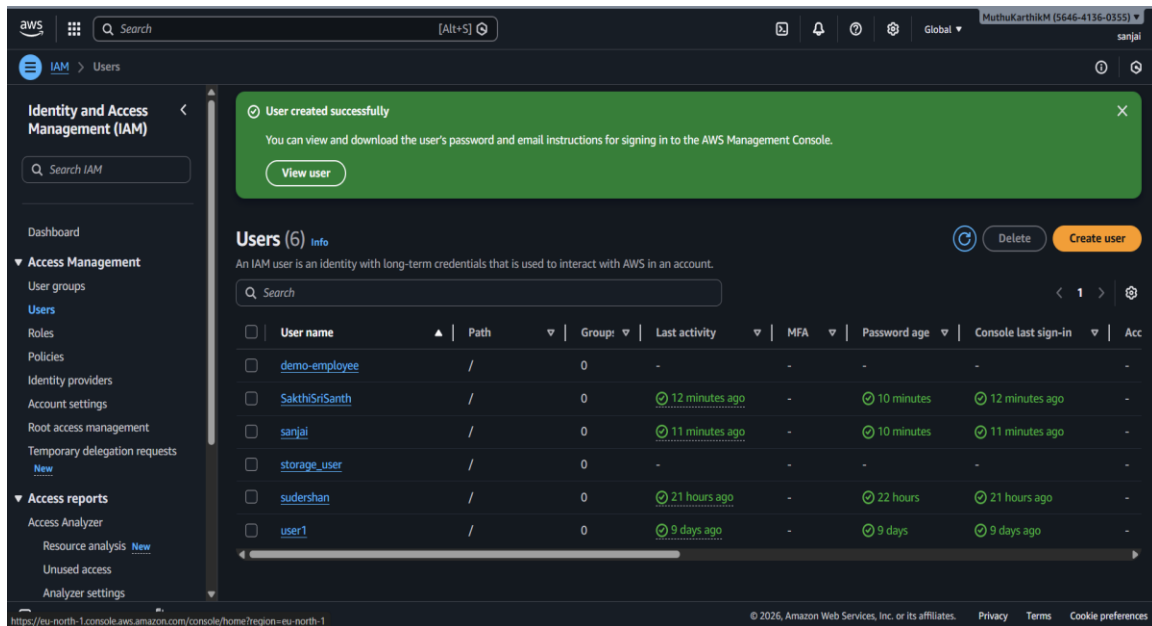 aws
Search [Alt+S]
Global ▼
MuthuKarthikM (5646-4136-0355) ▼
sanjai
IAM > Users
Identity and Access
Management (IAM)
Search IAM
Dashboard
Access Management
User groups
Users
Roles
Policies
Identity providers
Account settings
Root access management
Temporary delegation requests
New
Access reports
Access Analyzer
Resource analysis New
Unused access
Analyzer settings
User created successfully
You can view and download the user's password and email instructions for signing in to the AWS Management Console.
View user
Users (6) Info
Delete
Create user
An IAM user is an identity with long-term credentials that is used to interact with AWS in an account.
Search
< 1 >
User name Path Group: Last activity MFA Password age Console last sign-in Acc
demo-employee / 0 - - - - -
SakthiSriSanth / 0 12 minutes ago - 10 minutes 12 minutes ago -
sanjai / 0 11 minutes ago - 10 minutes 11 minutes ago -
storage_user / 0 - - - - -
sudershan / 0 21 hours ago - 22 hours 21 hours ago -
user1 / 0 9 days ago - 9 days 9 days ago -
https://eu-north-1.console.aws.amazon.com/console/home?region=eu-north-1
© 2026, Amazon Web Services, Inc. or its affiliates. Privacy Terms Cookie preferences